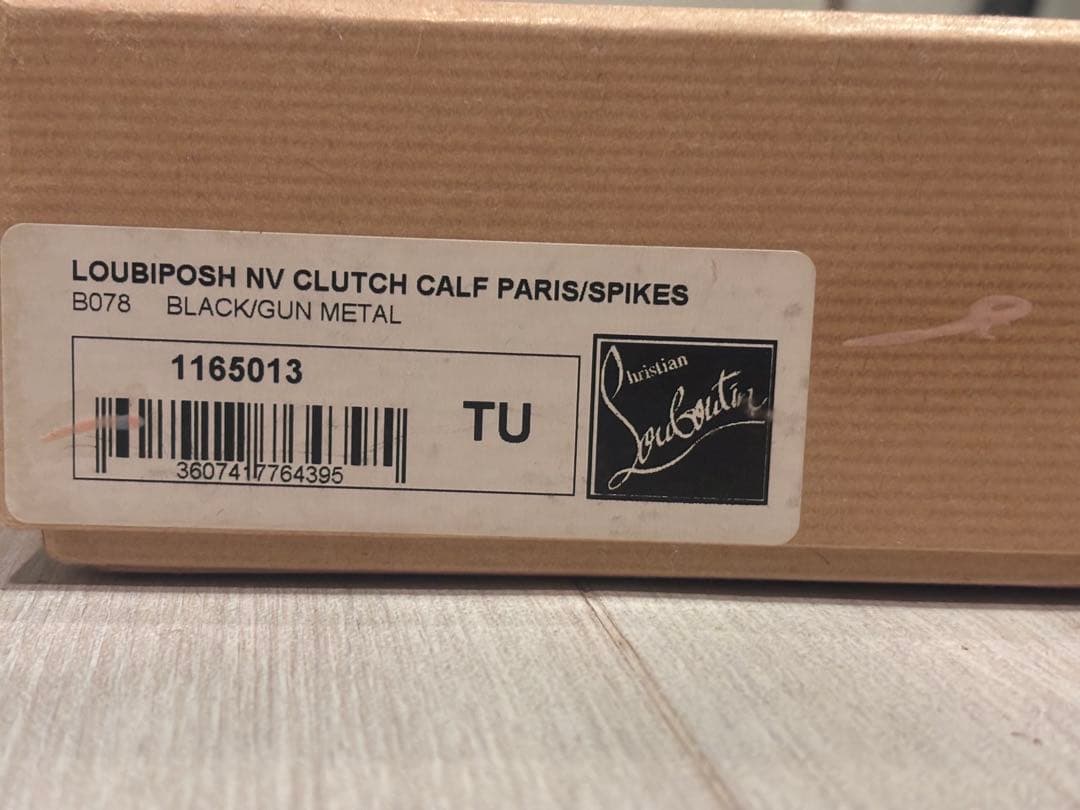 LOUBIPOSH NV CLUTCH CALF PARIS/SPIKES
B078 BLACK/GUN METAL
1165013
3607417764395
TU
Christian
Louboutin